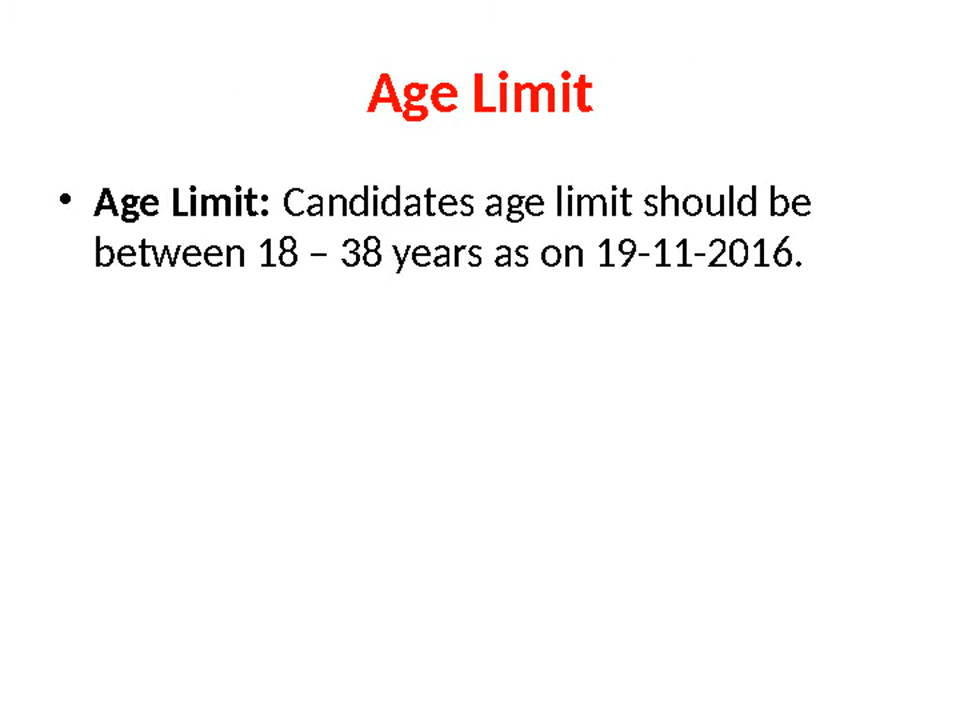 Age Limit
• Age Limit: Candidates age limit should be
between 18 – 38 years as on 19-11-2016.